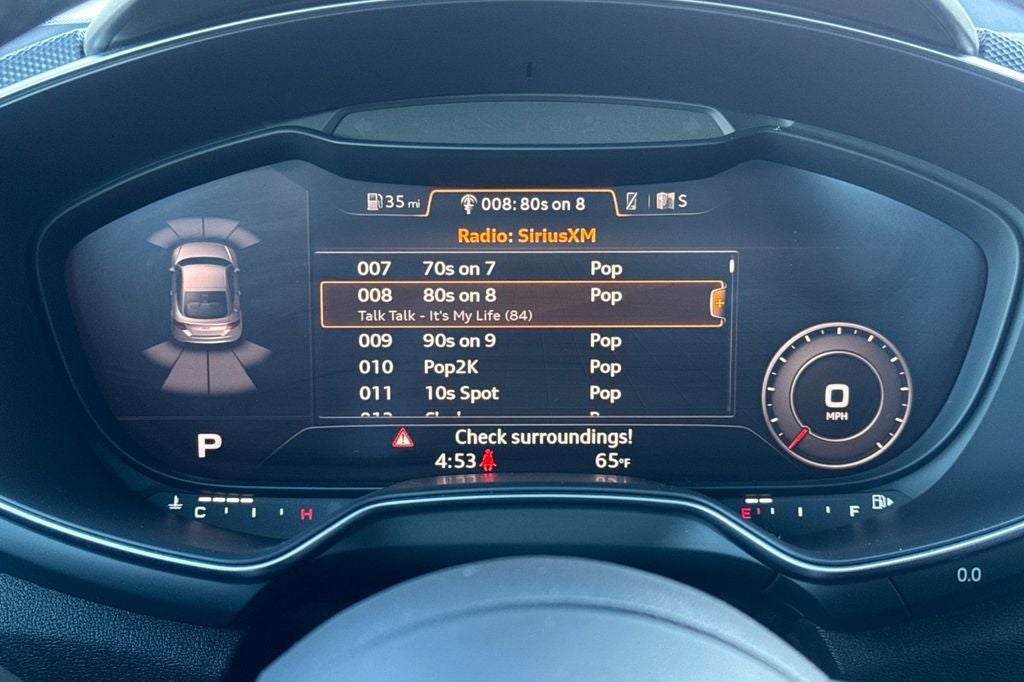 35 mi 008: 80s on 8 S
Radio: SiriusXM
007 70s on 7 Pop
008 80s on 8 Pop
Talk Talk - It's My Life (84)
009 90s on 9 Pop
010 Pop2K Pop
011 10s Spot Pop
0
MPH
P
Check surroundings!
4:53 65°F
C H
E F
0.0